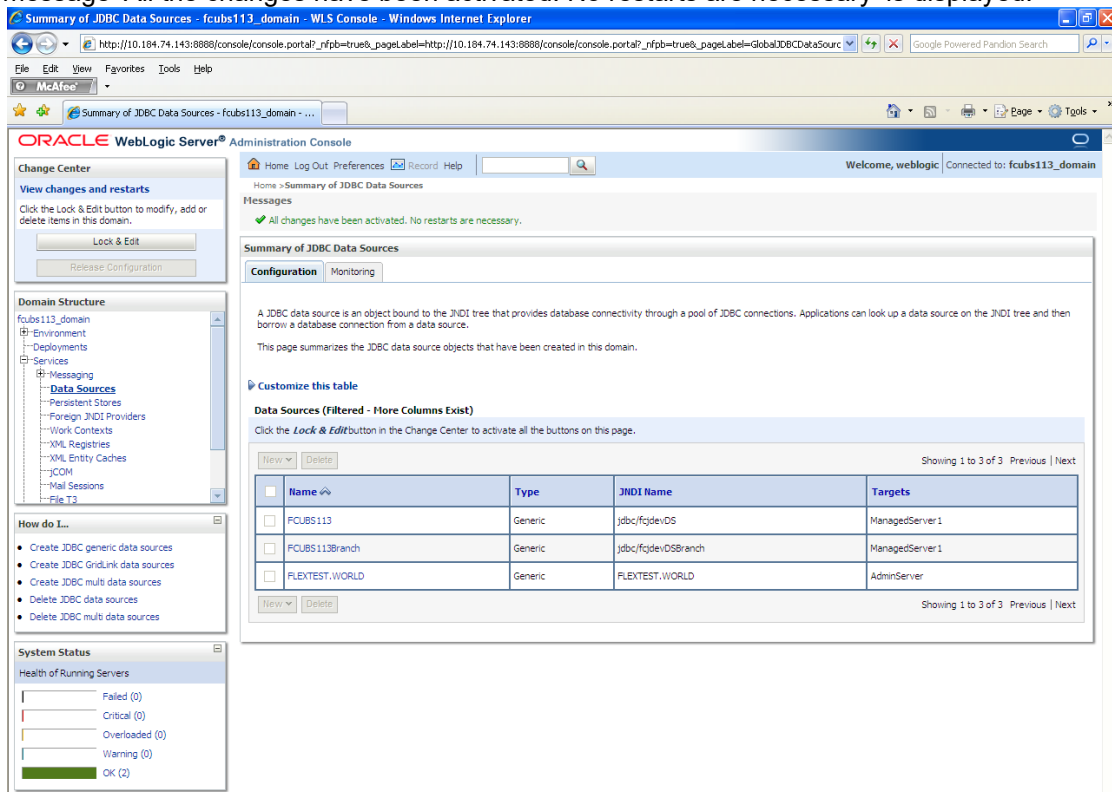 message 'All the changes have been activated. No restarts are necessary' is displayed.
Summary of JDBC Data Sources - fcubs113_domain - WLS Console - Windows Internet Explorer
http://10.184.74.143:8888/console/console.portal?_nfpb=true&_pageLabel=http://10.184.74.143:8888/console/console.portal?_nfpb=true&_pageLabel=GlobalJDBCDataSourc
Google Powered Pandion Search
File Edit View Favorites Tools Help
McAfee
Summary of JDBC Data Sources - fcubs113_domain - ...
Page Tools
ORACLE WebLogic Server® Administration Console
Change Center
View changes and restarts
Click the Lock & Edit button to modify, add or
delete items in this domain.
Lock & Edit
Release Configuration
Domain Structure
fcubs113_domain
Environment
Deployments
Services
Messaging
Data Sources
Persistent Stores
Foreign JNDI Providers
Work Contexts
XML Registries
XML Entity Caches
jCOM
Mail Sessions
File T3
How do I...
Create JDBC generic data sources
Create JDBC GridLink data sources
Create JDBC multi data sources
Delete JDBC data sources
Delete JDBC multi data sources
System Status
Health of Running Servers
Failed (0)
Critical (0)
Overloaded (0)
Warning (0)
OK (2)
Home Log Out Preferences Record Help
Welcome, weblogic Connected to: fcubs113_domain
Home >Summary of JDBC Data Sources
Messages
All changes have been activated. No restarts are necessary.
Summary of JDBC Data Sources
Configuration Monitoring
A JDBC data source is an object bound to the JNDI tree that provides database connectivity through a pool of JDBC connections. Applications can look up a data source on the JNDI tree and then
borrow a database connection from a data source.
This page summarizes the JDBC data source objects that have been created in this domain.
Customize this table
Data Sources (Filtered - More Columns Exist)
Click the Lock & Edit button in the Change Center to activate all the buttons on this page.
New Delete Showing 1 to 3 of 3 Previous | Next
Name Type JNDI Name Targets
FCUBS113 Generic jdbc/fcjdevDS ManagedServer1
FCUBS113Branch Generic jdbc/fcjdevDSBranch ManagedServer1
FLEXTEST.WORLD Generic FLEXTEST.WORLD AdminServer
New Delete Showing 1 to 3 of 3 Previous | Next